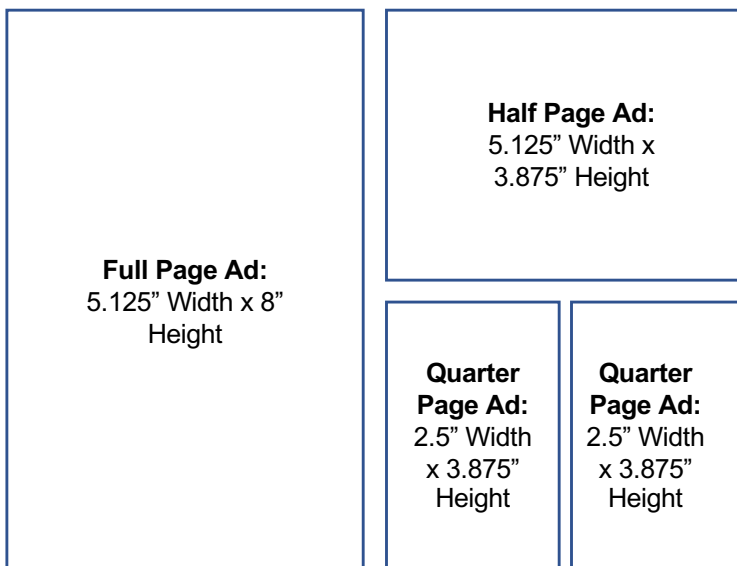 Full Page Ad:
5.125” Width x 8”
Height
Half Page Ad:
5.125” Width x
3.875” Height
Quarter
Page Ad:
2.5” Width
x 3.875”
Height
Quarter
Page Ad:
2.5” Width
x 3.875”
Height